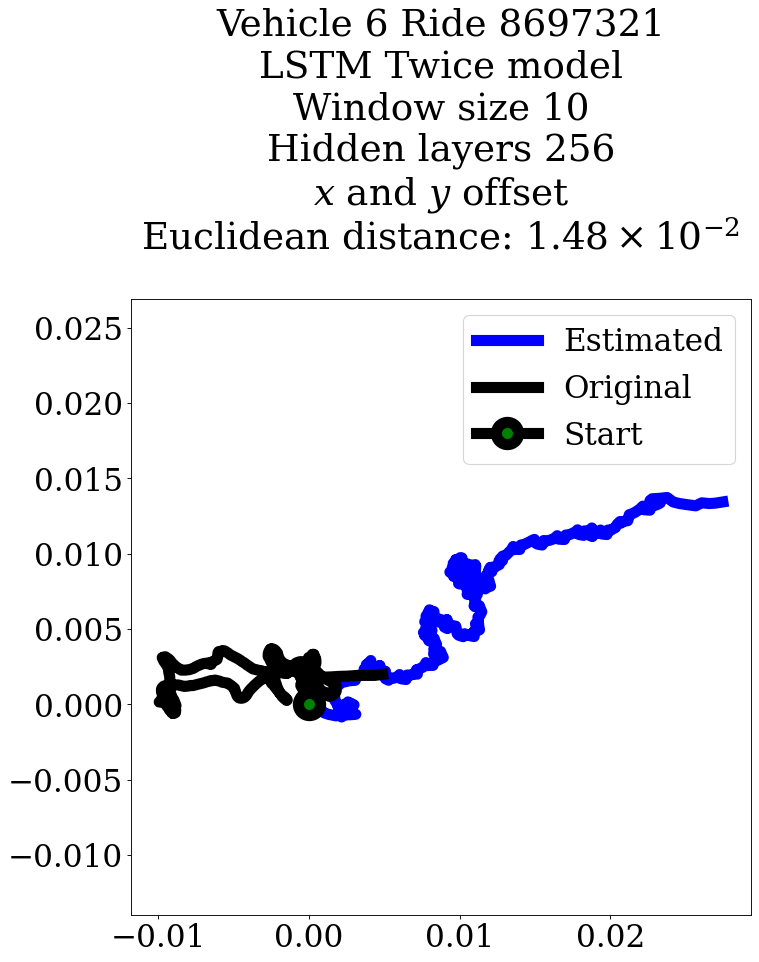 Vehicle 6 Ride 8697321
LSTM Twice model
Window size 10
Hidden layers 256
x and y offset
Euclidean distance: 1.48 × 10⁻²
Estimated
Original
Start
0.025
0.020
0.015
0.010
0.005
0.000
−0.005
−0.010
−0.01 0.00 0.01 0.02